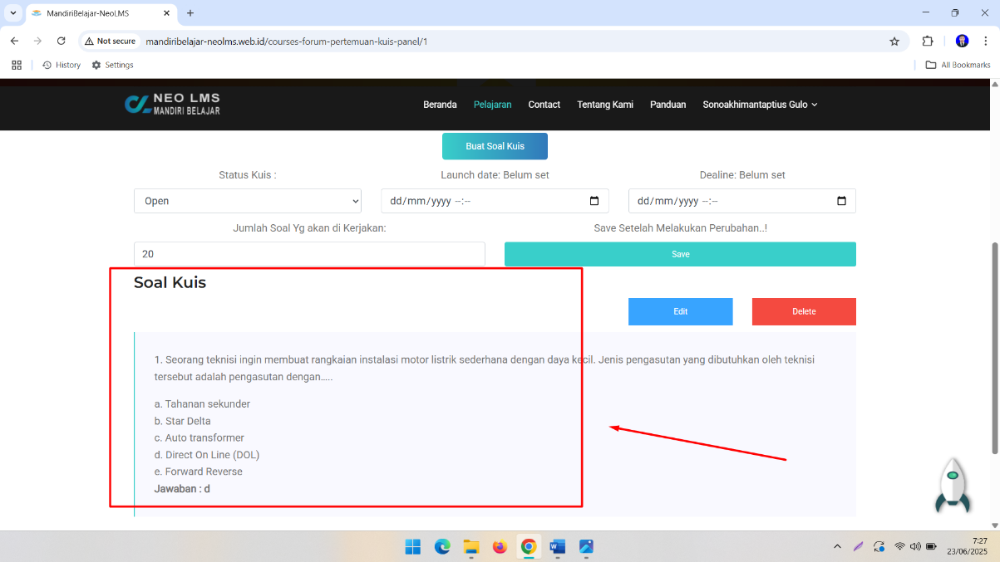 MandiriBelajar-NeoLMS
Not secure
mandiribelajar-neolms.web.id/courses-forum-pertemuan-kuis-panel/1
History
Settings
All Bookmarks
NEO LMS
MANDIRI BELAJAR
Beranda
Pelajaran
Contact
Tentang Kami
Panduan
Sonoakhimantaptius Gulo
Buat Soal Kuis
Status Kuis :
Launch date: Belum set
Dealine: Belum set
Open
dd/mm/yyyy --:--
dd/mm/yyyy --:--
Jumlah Soal Yg akan di Kerjakan:
Save Setelah Melakukan Perubahan..!
20
Save
Soal Kuis
Edit
Delete
1. Seorang teknisi ingin membuat rangkaian instalasi motor listrik sederhana dengan daya kecil. Jenis pengasutan yang dibutuhkan oleh teknisi
tersebut adalah pengasutan dengan.....
a. Tahanan sekunder
b. Star Delta
c. Auto transformer
d. Direct On Line (DOL)
e. Forward Reverse
Jawaban : d
7:27
23/06/2025